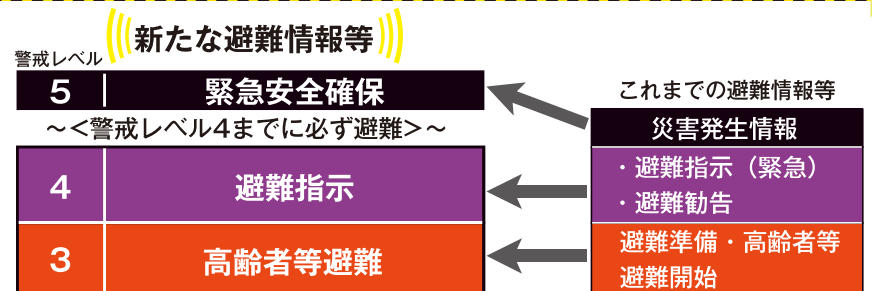 新たな避難情報等
警戒レベル
5 緊急安全確保
〜<警戒レベル4までに必ず避難>〜
4 避難指示
3 高齢者等避難
これまでの避難情報等
災害発生情報
・避難指示（緊急）
・避難勧告
避難準備・高齢者等
避難開始